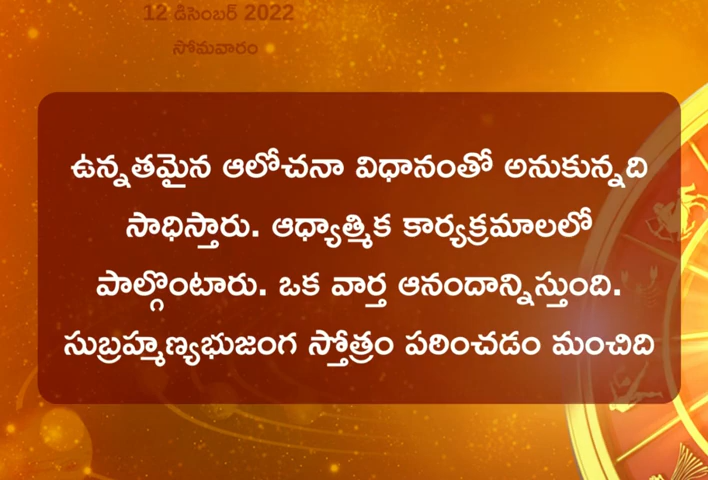 12 డిసెంబర్ 2022
సోమవారం
ఉన్నతమైన ఆలోచనా విధానంతో అనుకున్నది
సాధిస్తారు. ఆధ్యాత్మిక కార్యక్రమాలలో
పాల్గొంటారు. ఒక వార్త ఆనందాన్నిస్తుంది.
సుబ్రహ్మణ్యభుజంగ స్తోత్రం పఠించడం మంచిది